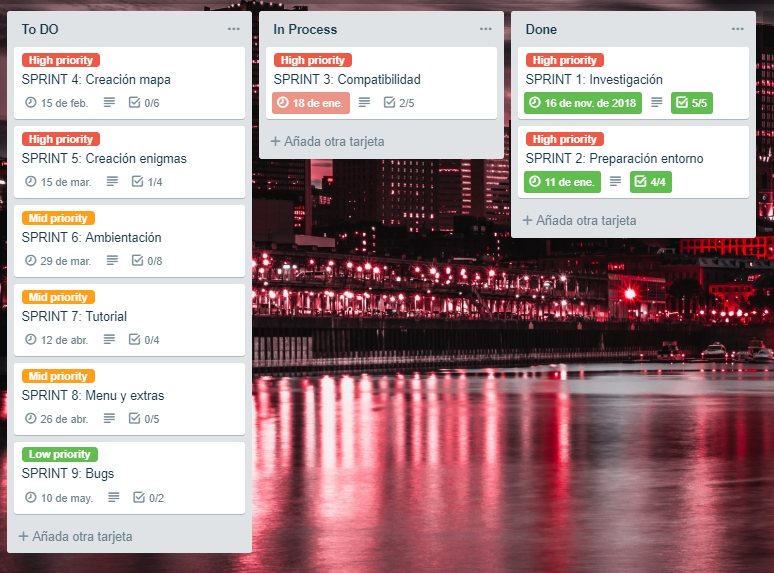 To DO
High priority
SPRINT 4: Creación mapa
15 de feb. 0/6
High priority
SPRINT 5: Creación enigmas
15 de mar. 1/4
Mid priority
SPRINT 6: Ambientación
29 de mar. 0/8
Mid priority
SPRINT 7: Tutorial
12 de abr. 0/4
Mid priority
SPRINT 8: Menu y extras
26 de abr. 0/5
Low priority
SPRINT 9: Bugs
10 de may. 0/2
+ Añada otra tarjeta
In Process
High priority
SPRINT 3: Compatibilidad
18 de ene. 2/5
+ Añada otra tarjeta
Done
High priority
SPRINT 1: Investigación
16 de nov. de 2018 5/5
High priority
SPRINT 2: Preparación entorno
11 de ene. 4/4
+ Añada otra tarjeta